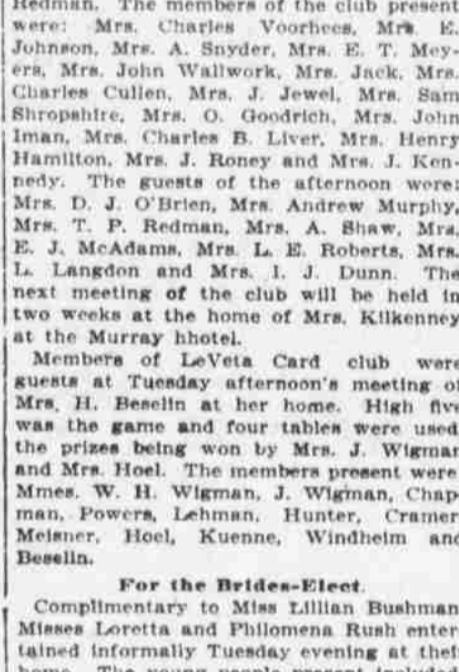 Redman. The members of the club present
were: Mrs. Charles Voorhees, Mrs. E.
Johnson, Mrs. A. Snyder, Mrs. E. T. Mey-
ers, Mrs. John Wallwork, Mrs. Jack, Mrs.
Charles Cullen, Mrs. J. Jewel, Mrs. Sam
Shropshire, Mrs. O. Goodrich, Mrs. John
Iman, Mrs. Charles B. Liver, Mrs. Henry
Hamilton, Mrs. J. Roney and Mrs. J. Ken-
nedy. The guests of the afternoon were:
Mrs. D. J. O'Brien, Mrs. Andrew Murphy,
Mrs. T. P. Redman, Mrs. A. Shaw, Mrs.
E. J. McAdams, Mrs. L. E. Roberts, Mrs.
L. Langdon and Mrs. I. J. Dunn. The
next meeting of the club will be held in
two weeks at the home of Mrs. Kilkenney
at the Murray hhotel.
Members of LeVeta Card club were
guests at Tuesday afternoon's meeting of
Mrs. H. Beselin at her home. High five
was the game and four tables were used
the prizes being won by Mrs. J. Wigman
and Mrs. Hoel. The members present were
Mmes. W. H. Wigman, J. Wigman, Chap-
man, Powers, Lehman, Hunter, Cramer
Meisner, Hoel, Kuenne, Windheim and
Beselin.
For the Brides-Elect.
Complimentary to Miss Lillian Bushman
Misses Loretta and Philomena Rush enter-
tained informally Tuesday evening at their
home. The young people present included